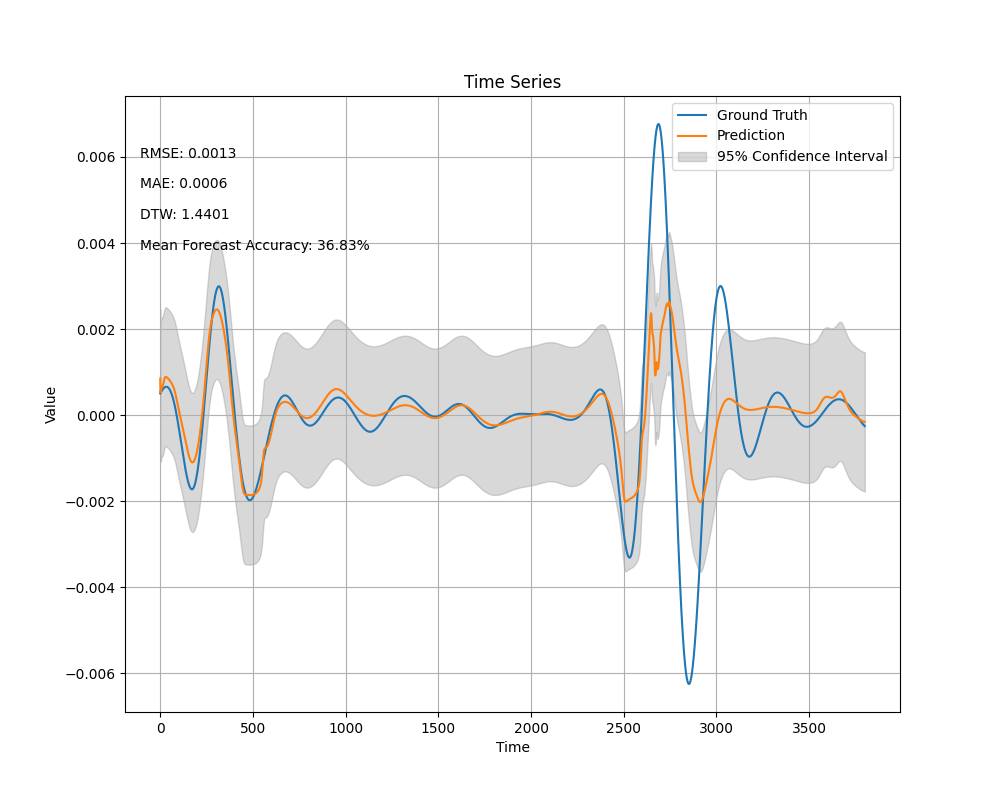 Time Series
Ground Truth
Prediction
95% Confidence Interval
RMSE: 0.0013
MAE: 0.0006
DTW: 1.4401
Mean Forecast Accuracy: 36.83%
Value
0.006
0.004
0.002
0.000
−0.002
−0.004
−0.006
0 500 1000 1500 2000 2500 3000 3500
Time